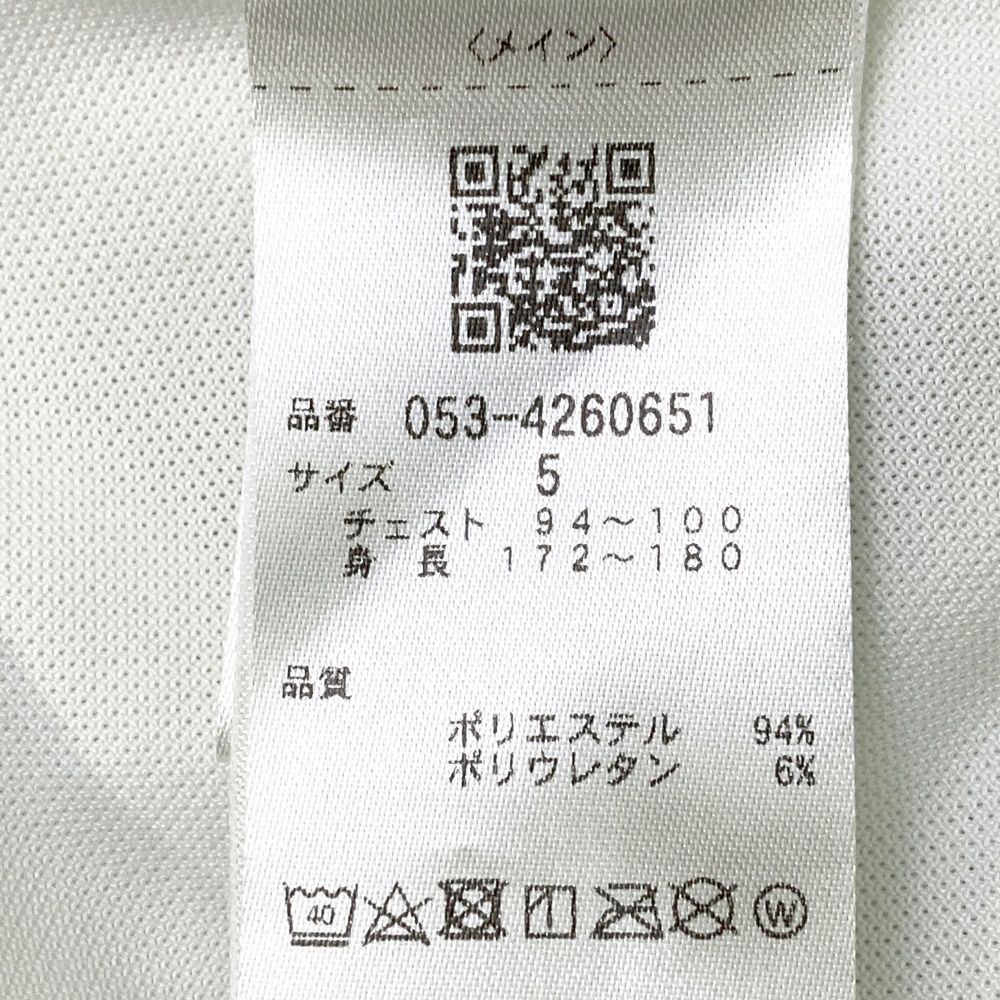 〈メイン〉
品番 053-4260651
サイズ 5
チェスト 94～100
身長 172～180
品質
ポリエステル 94%
ポリウレタン 6%
40
W